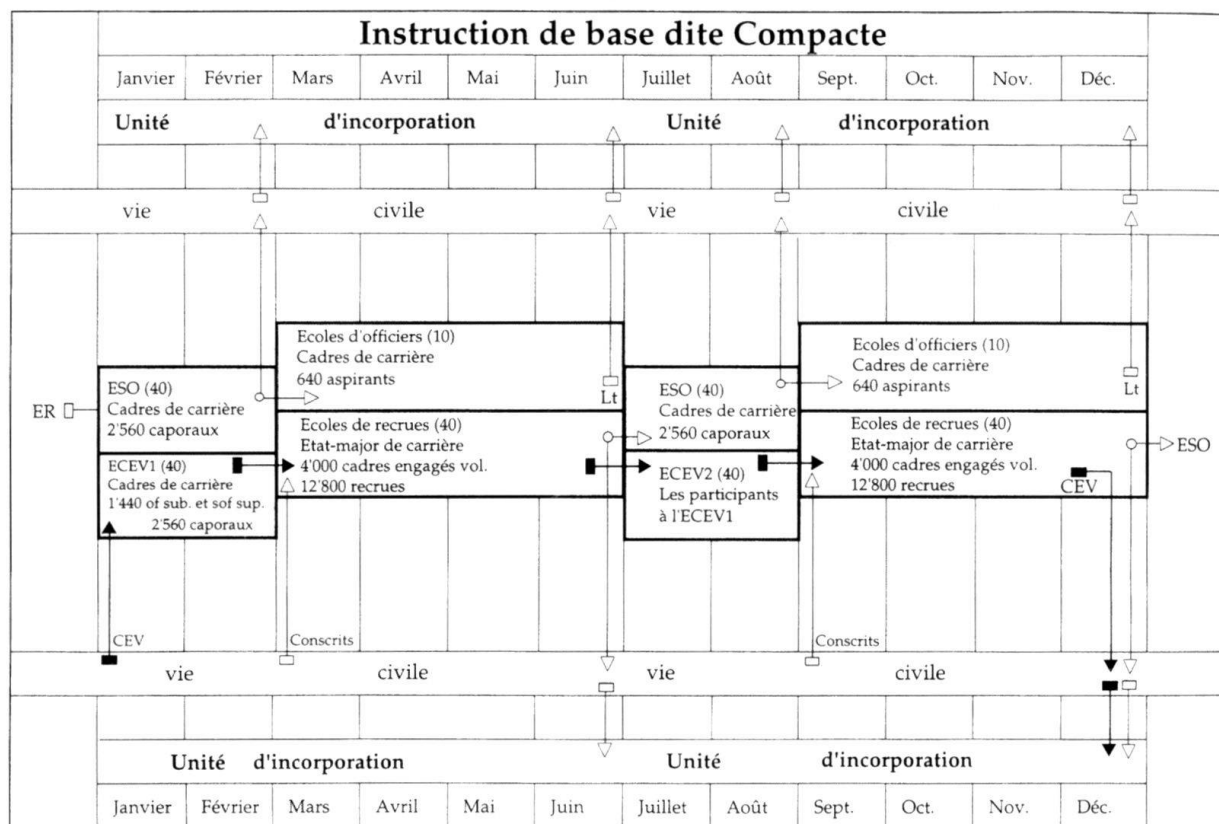 Instruction de base dite Compacte
Janvier Février Mars Avril Mai Juin Juillet Août Sept. Oct. Nov. Déc.
Unité d'incorporation Unité d'incorporation
vie civile vie civile
ER
ESO (40)
Cadres de carrière
2'560 caporaux
ECEV1 (40)
Cadres de carrière
1'440 of sub. et sof sup.
2'560 caporaux
Ecoles d'officiers (10)
Cadres de carrière
640 aspirants
Lt
Ecoles de recrues (40)
Etat-major de carrière
4'000 cadres engagés vol.
12'800 recrues
ESO (40)
Cadres de carrière
2'560 caporaux
ECEV2 (40)
Les participants
à l'ECEV1
Ecoles d'officiers (10)
Cadres de carrière
640 aspirants
Lt
Ecoles de recrues (40)
Etat-major de carrière
4'000 cadres engagés vol.
12'800 recrues
CEV
ESO
CEV Conscrits Conscrits
vie civile vie civile
Unité d'incorporation Unité d'incorporation
Janvier Février Mars Avril Mai Juin Juillet Août Sept. Oct. Nov. Déc.